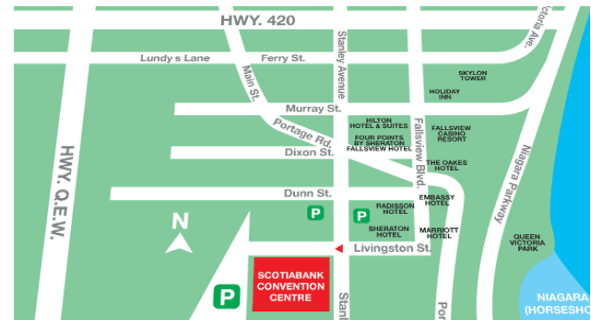 HWY. 420
ctoria Ave.
Lundy s Lane
Ferry St.
Stanley Avenue
Main St.
SKYLON
TOWER
HOLIDAY
INN
Murray St.
HILTON
HOTEL & SUITES
FOUR POINTS
BY SHERATON
FALLSVIEW HOTEL
Fallsview Blvd.
FALLSVIEW
CASINO
RESORT
Portage Rd.
Dixon St.
HWY. Q.E.W.
THE OAKES
HOTEL
Niagara Parkway
Dunn St.
EMBASSY
HOTEL
P
P
RADISSON
HOTEL
N
SHERATON
HOTEL
MARRIOTT
HOTEL
QUEEN
VICTORIA
PARK
Livingston St.
SCOTIABANK
CONVENTION
CENTRE
P
Stanl
Por
NIAGARA
(HORSESHO